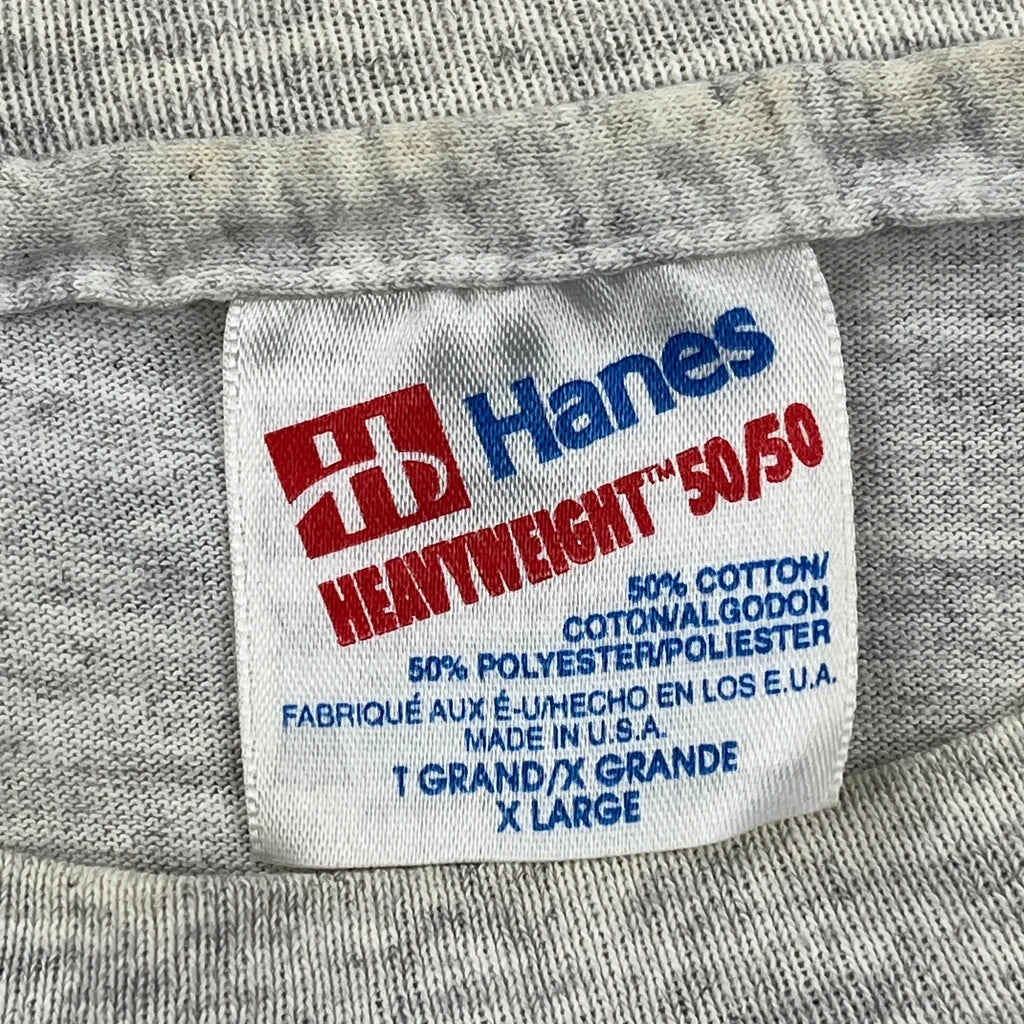 Hanes
HEAVYWEIGHT™ 50/50
50% COTTON/
COTON/ALGODON
50% POLYESTER/POLIESTER
FABRIQUÉ AUX É-U/HECHO EN LOS E.U.A.
MADE IN U.S.A.
T GRAND/X GRANDE
X LARGE